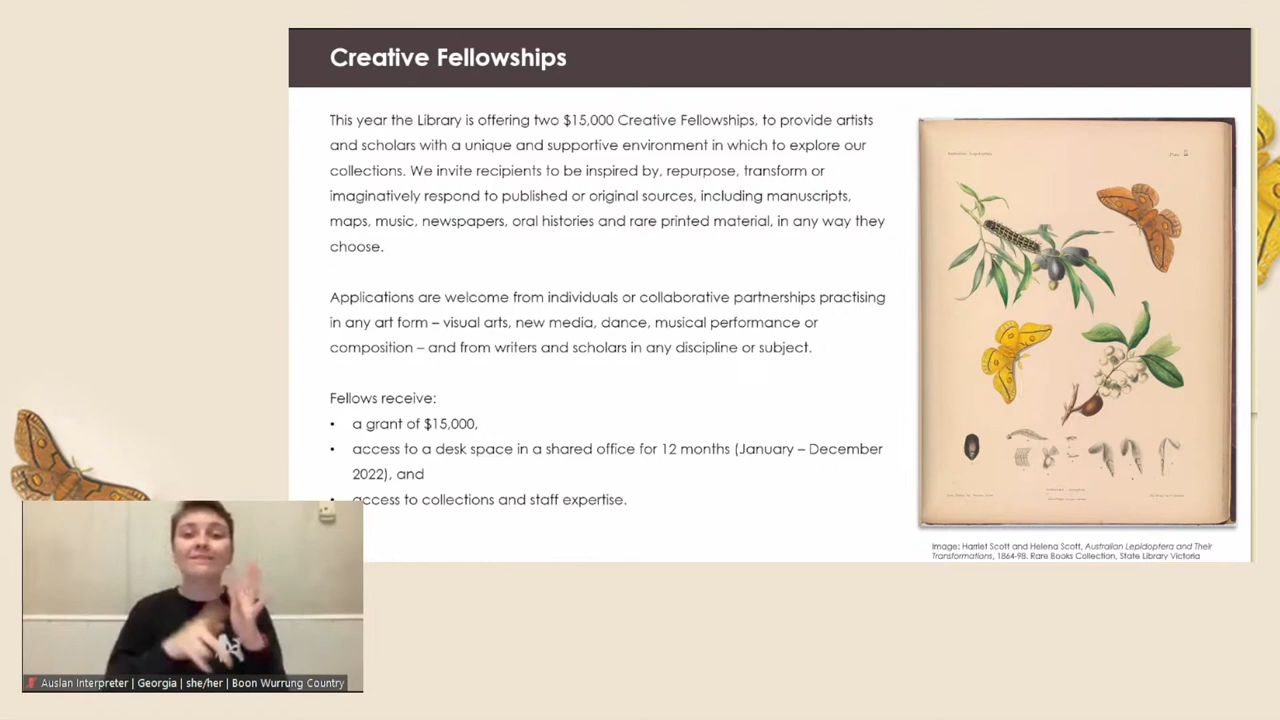 Creative Fellowships
This year the Library is offering two $15,000 Creative Fellowships, to provide artists
and scholars with a unique and supportive environment in which to explore our
collections. We invite recipients to be inspired by, repurpose, transform or
imaginatively respond to published or original sources, including manuscripts,
maps, music, newspapers, oral histories and rare printed material, in any way they
choose.
Applications are welcome from individuals or collaborative partnerships practising
in any art form – visual arts, new media, dance, musical performance or
composition – and from writers and scholars in any discipline or subject.
Fellows receive:
• a grant of $15,000,
• access to a desk space in a shared office for 12 months (January – December
2022), and
• access to collections and staff expertise.
Image: Harriet Scott and Helena Scott, Australian Lepidoptera and Their
Transformations, 1864-98. Rare Books Collection, State Library Victoria
Auslan Interpreter | Georgia | she/her | Boon Wurrung Country